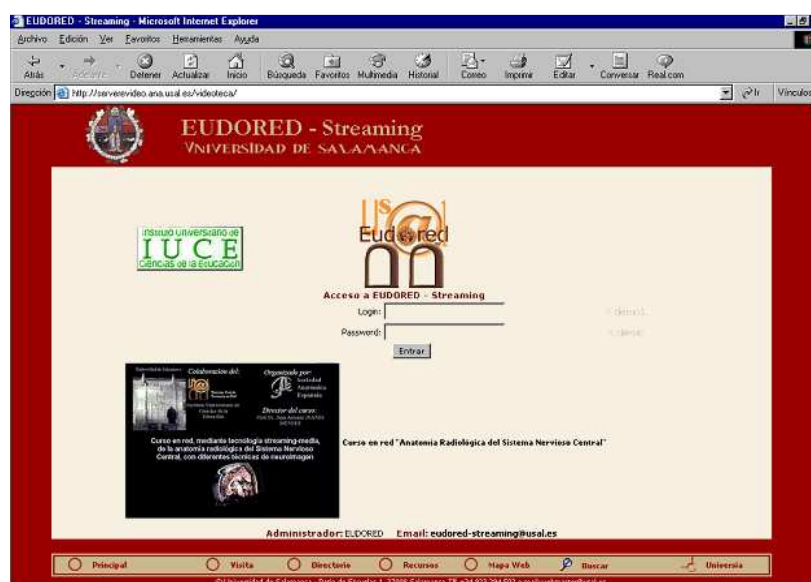 EUDORED - Streaming - Microsoft Internet Explorer
Archivo Edición Ver Favoritos Herramientas Ayuda
Atrás Adelante Detener Actualizar Inicio Búsqueda Favoritos Multimedia Historial Correo Imprimir Editar Conversar Real.com
Dirección http://serverevideo.ana.usal.es/videoteca/ Ir Vínculos
EUDORED - Streaming
VNIVERSIDAD DE SALAMANCA
Instituto Universitario de
IUCE
Ciencias de la Educación
US@l
Eudored
Acceso a EUDORED - Streaming
Login:
Password:
Entrar
Colaboración del:
Organizado por:
Sociedad
Anatómica
Española
Director del curso:
Curso en red, mediante tecnología streaming-media,
de la anatomía radiológica del Sistema Nervioso
Central, con diferentes técnicas de neuroimagen
Curso en red "Anatomía Radiológica del Sistema Nervioso Central"
Administrador: EUDORED Email: eudored-streaming@usal.es
Principal Visita Directorio Recursos Mapa Web Buscar Universia